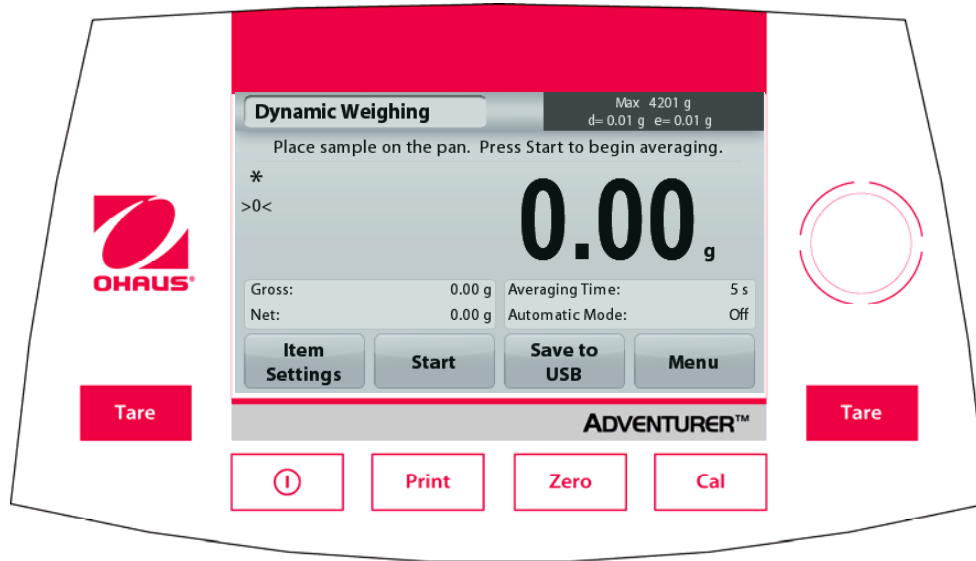 Dynamic Weighing
Max 4201 g
d= 0.01 g e= 0.01 g
Place sample on the pan. Press Start to begin averaging.
*
>0<
0.00 g
Gross: 0.00 g
Net: 0.00 g
Averaging Time: 5 s
Automatic Mode: Off
Item
Settings
Start
Save to
USB
Menu
OHAUS®
Tare
ADVENTURER™
Tare
Print
Zero
Cal